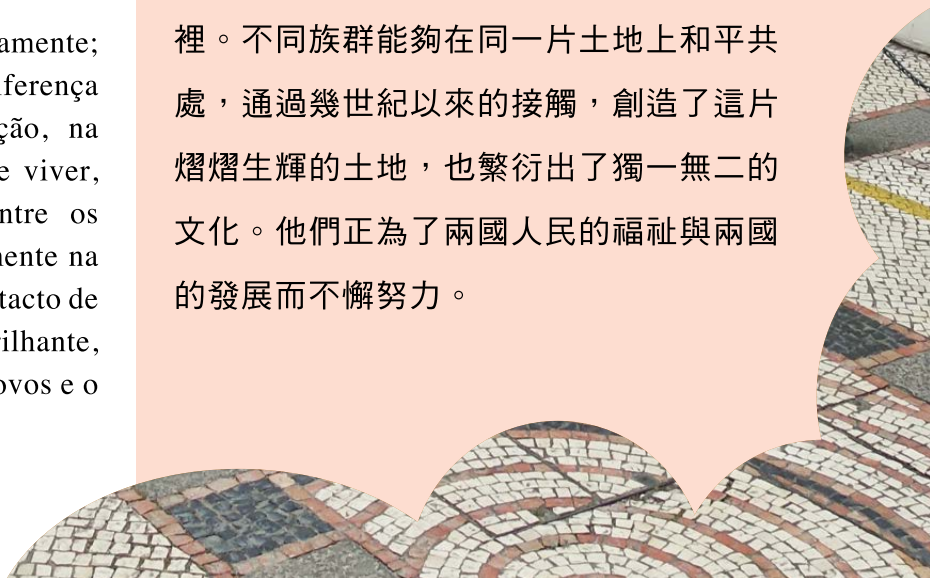 amente;
ferença
ção, na
e viver,
ntre os
ente na
tacto de
ilhante,
ovos e o
裡。不同族群能夠在同一片土地上和平共
處，通過幾世紀以來的接觸，創造了這片
熠熠生輝的土地，也繁衍出了獨一無二的
文化。他們正為了兩國人民的福祉與兩國
的發展而不懈努力。